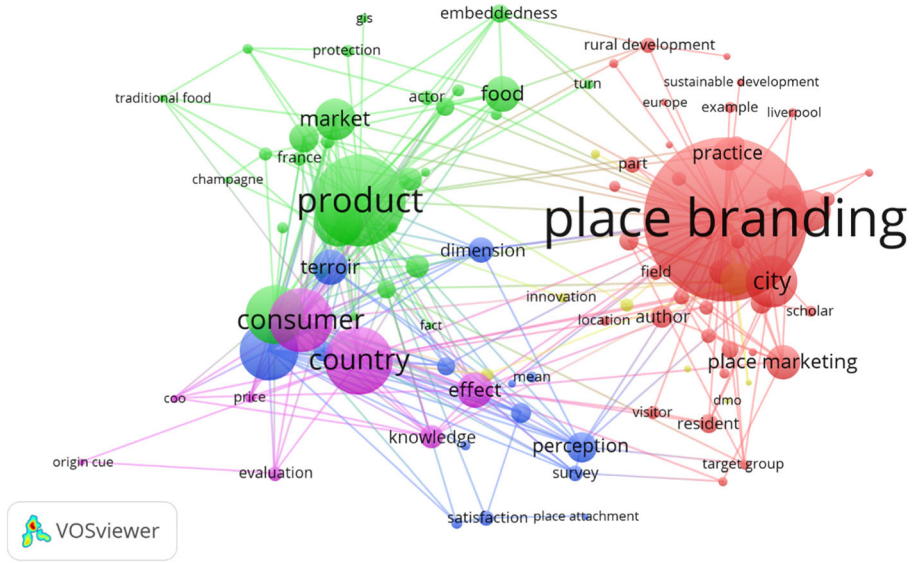 gis
embeddedness
protection
rural development
traditional food
actor
food
turn
sustainable development
market
europe
example
liverpool
france
part
practice
champagne
product
place branding
terroir
dimension
field
city
innovation
consumer
fact
location
author
scholar
country
place marketing
effect
mean
coo
price
dmo
visitor
resident
knowledge
perception
origin cue
evaluation
survey
target group
satisfaction
place attachment
VOSviewer